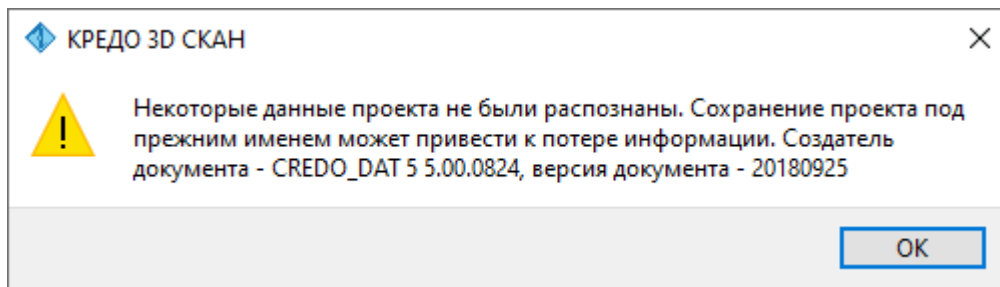 КРЕДО 3D СКАН
Некоторые данные проекта не были распознаны. Сохранение проекта под
прежним именем может привести к потере информации. Создатель
документа - CREDO_DAT 5 5.00.0824, версия документа - 20180925
ОК